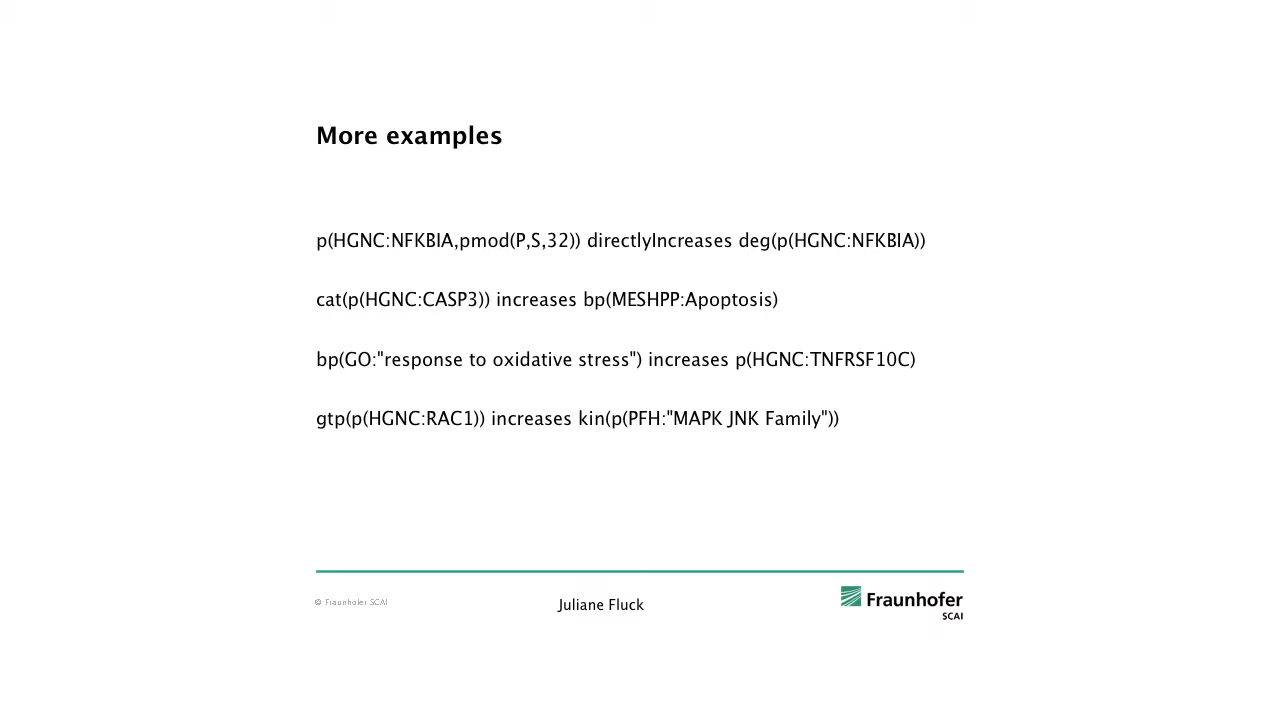 More examples
p(HGNC:NFKBIA,pmod(P,S,32)) directlyIncreases deg(p(HGNC:NFKBIA))
cat(p(HGNC:CASP3)) increases bp(MESHPP:Apoptosis)
bp(GO:"response to oxidative stress") increases p(HGNC:TNFRSF10C)
gtp(p(HGNC:RAC1)) increases kin(p(PFH:"MAPK JNK Family"))
© Fraunhofer SCAI
Juliane Fluck
Fraunhofer
SCAI